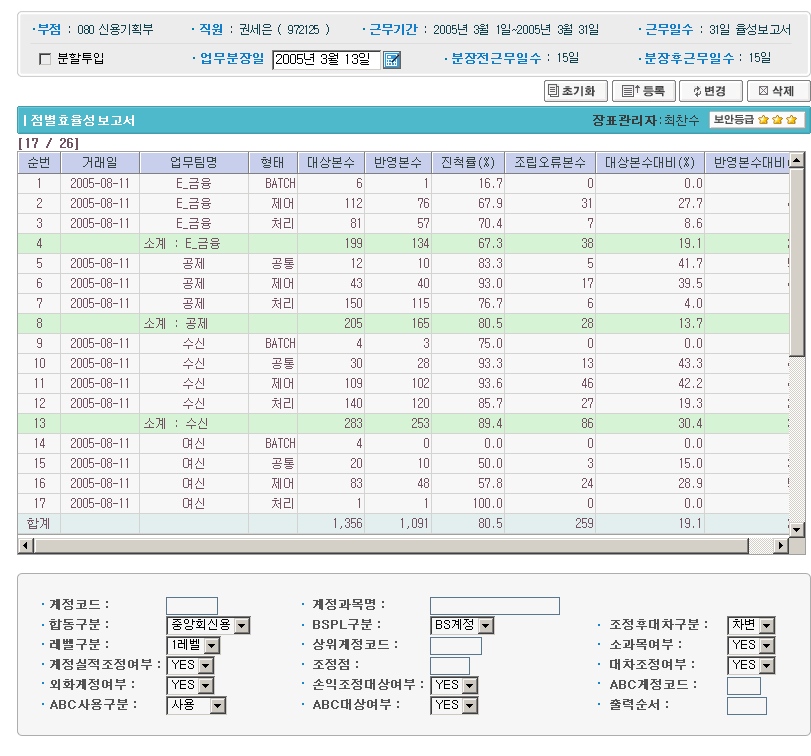 ·부점 : 080 신용기획부 ·직원 : 권세은 ( 972125 ) ·근무기간 : 2005년 3월 1일~2005년 3월 31일 ·근무일수 : 31일 율성보고서
분할투입 ·업무분장일 2005년 3월 13일 ·분장전근무일수 : 15일 ·분장후근무일수 : 15일
초기화 등록 변경 삭제
점별효율성보고서 장표관리자:최찬수 보안등급
[17 / 26]
순번 거래일 업무팀명 형태 대상본수 반영본수 진척률(%) 조립오류본수 대상본수대비(%) 반영본수대비
1 2005-08-11 E_금융 BATCH 6 1 16.7 0 0.0
2 2005-08-11 E_금융 제어 112 76 67.9 31 27.7
3 2005-08-11 E_금융 처리 81 57 70.4 7 8.6
4 소계 : E_금융 199 134 67.3 38 19.1
5 2005-08-11 공제 공통 12 10 83.3 5 41.7
6 2005-08-11 공제 제어 43 40 93.0 17 39.5
7 2005-08-11 공제 처리 150 115 76.7 6 4.0
8 소계 : 공제 205 165 80.5 28 13.7
9 2005-08-11 수신 BATCH 4 3 75.0 0 0.0
10 2005-08-11 수신 공통 30 28 93.3 13 43.3
11 2005-08-11 수신 제어 109 102 93.6 46 42.2
12 2005-08-11 수신 처리 140 120 85.7 27 19.3
13 소계 : 수신 283 253 89.4 86 30.4
14 2005-08-11 여신 BATCH 4 0 0.0 0 0.0
15 2005-08-11 여신 공통 20 10 50.0 3 15.0
16 2005-08-11 여신 제어 83 48 57.8 24 28.9
17 2005-08-11 여신 처리 1 1 100.0 0 0.0
합계 1,356 1,091 80.5 259 19.1
·계정코드 : ·계정과목명 :
·합동구분 : 중앙회신용 ·BSPL구분 : BS계정 ·조정후대차구분 : 차변
·레벨구분 : 1레벨 ·상위계정코드 : ·소과목여부 : YES
·계정실적조정여부 : YES ·조정점 : ·대차조정여부 : YES
·외화계정여부 : YES ·손익조정대상여부 : YES ·ABC계정코드 :
·ABC사용구분 : 사용 ·ABC대상여부 : YES ·출력순서 :